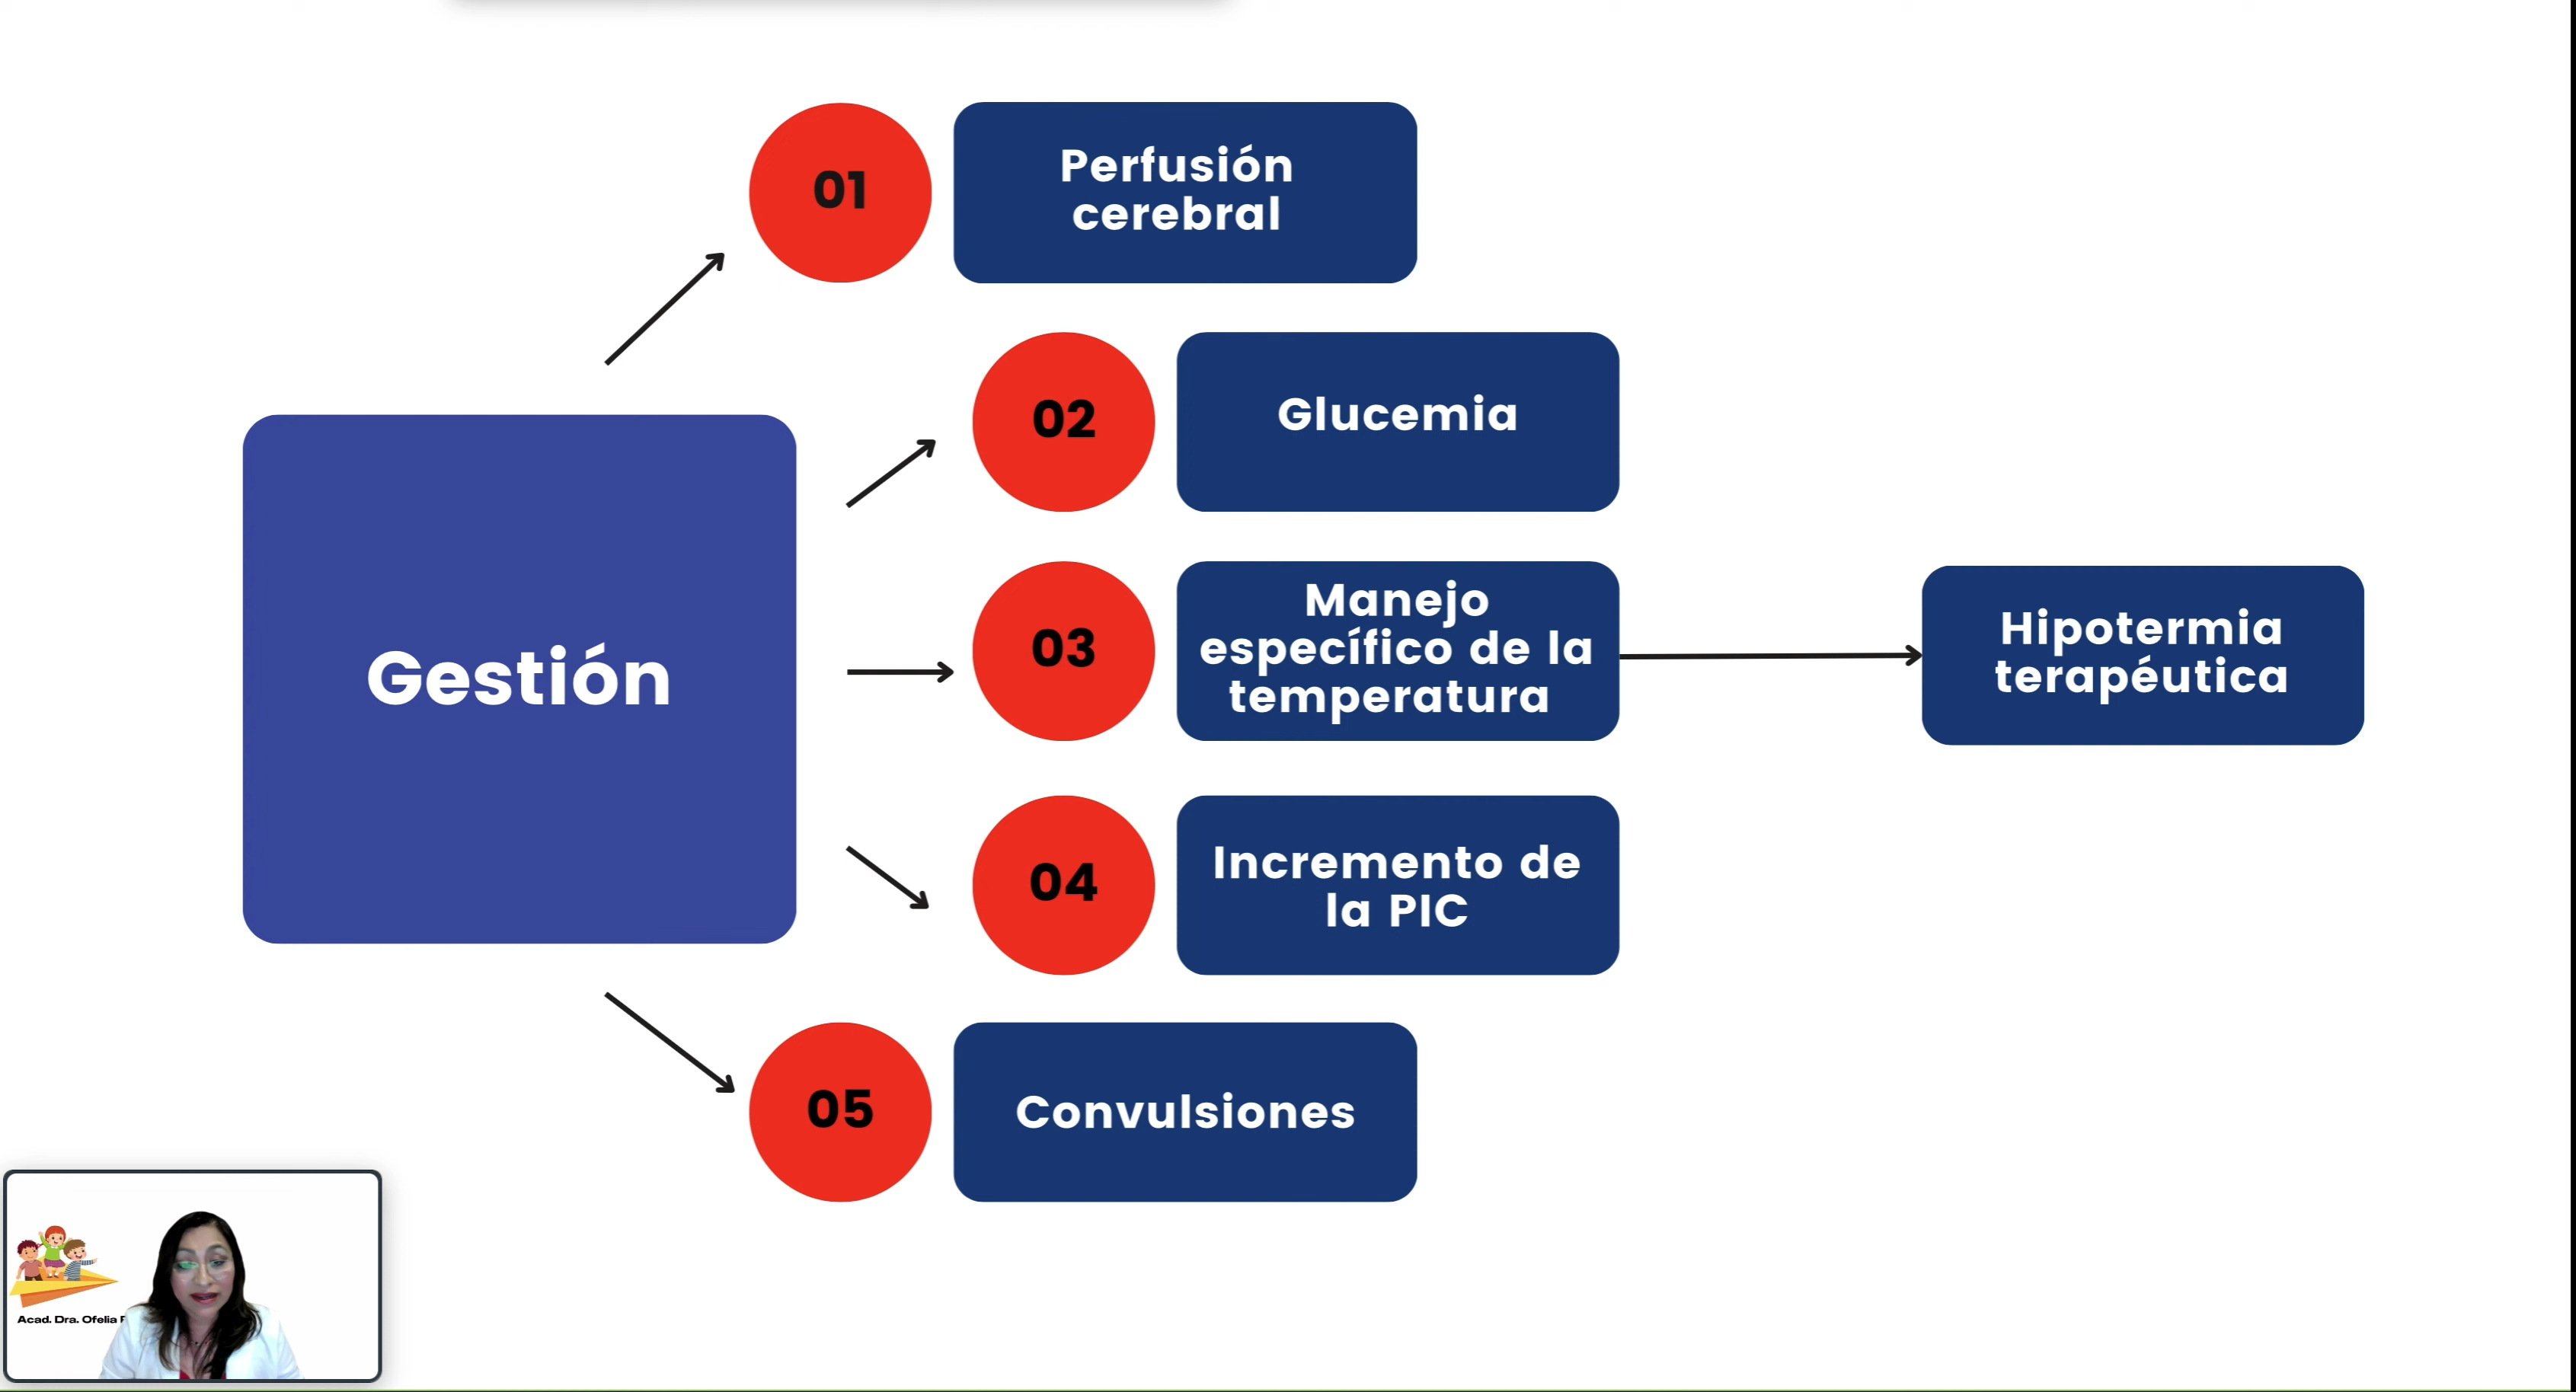 01
Perfusión
cerebral
02
Glucemia
Gestión
03
Manejo
específico de la
temperatura
Hipotermia
terapéutica
04
Incremento de
la PIC
05
Convulsiones
Acad. Dra. Ofelia